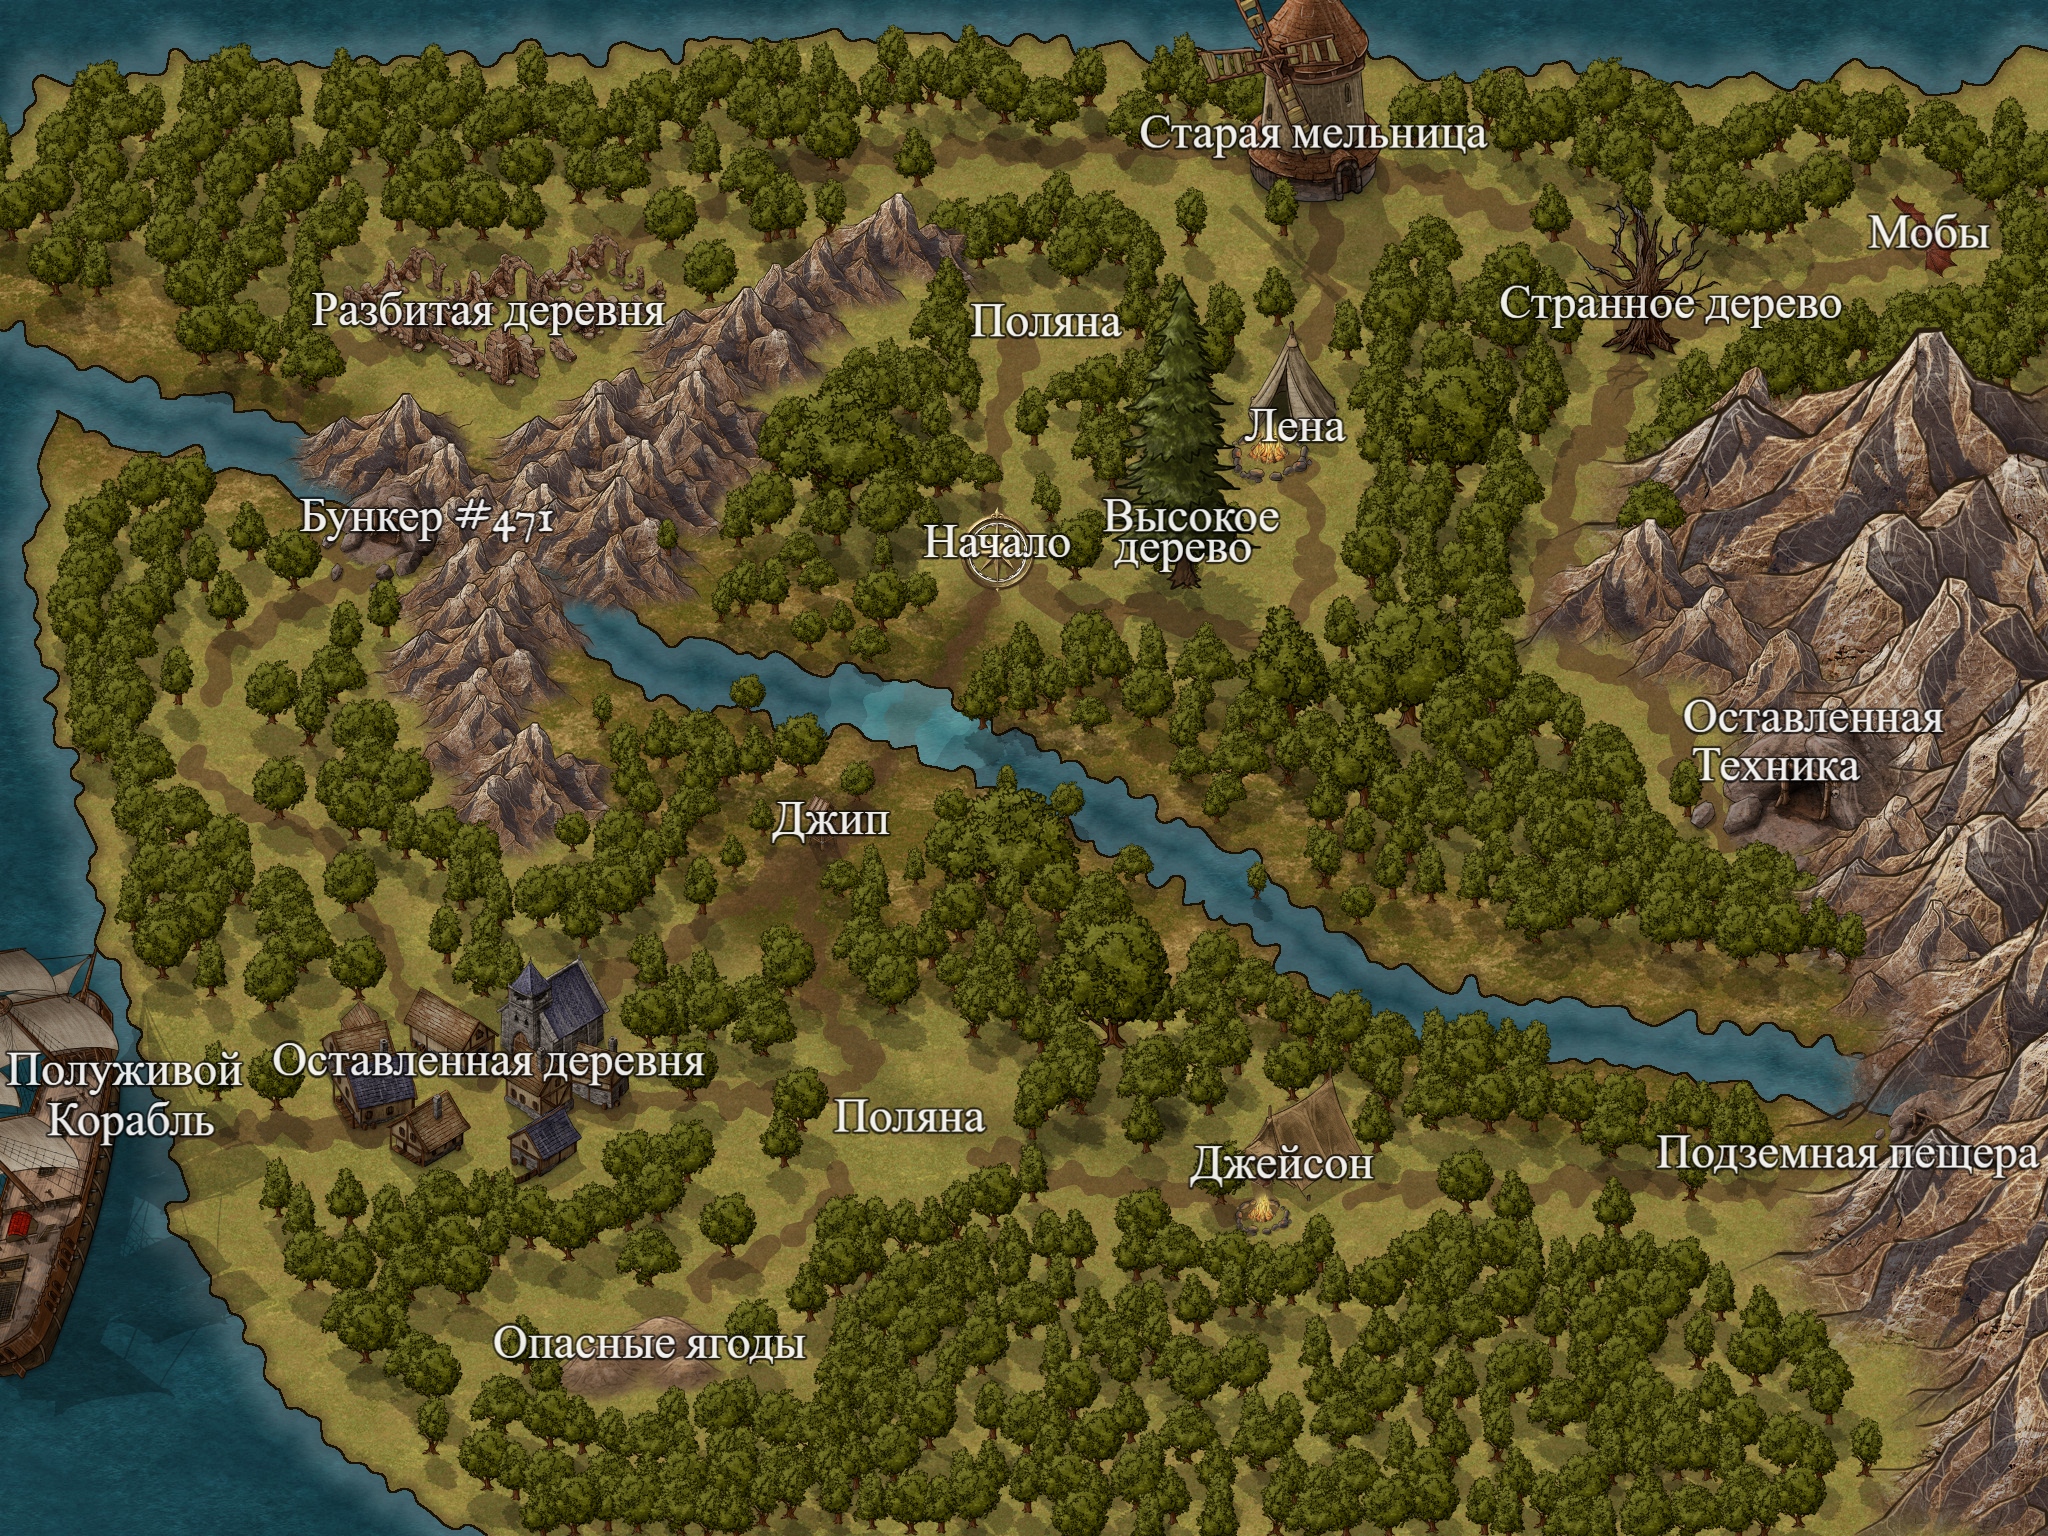 Старая мельница
Мобы
Разбитая деревня
Поляна
Странное дерево
Лена
Бункер #471
Начало
Высокое
дерево
Оставленная
Техника
Джип
Полуживой
Корабль
Оставленная деревня
Поляна
Джейсон
Подземная пещера
Опасные ягоды